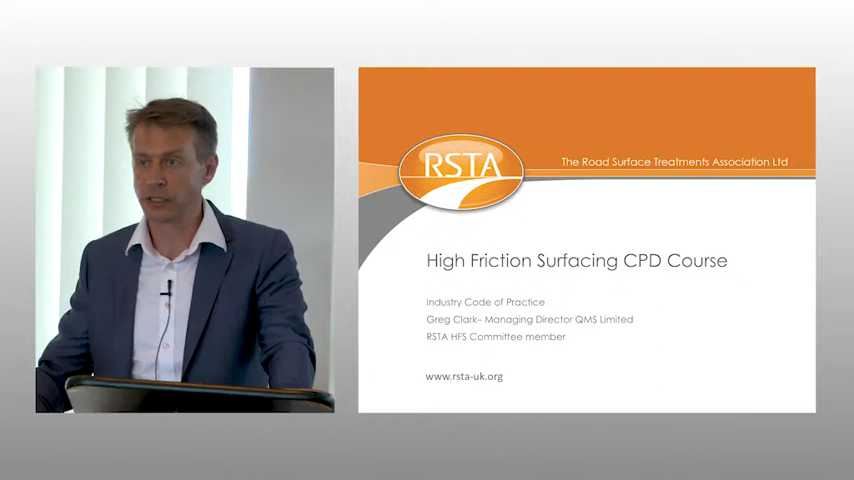 RSTA
The Road Surface Treatments Association Ltd
High Friction Surfacing CPD Course
Industry Code of Practice
Greg Clark– Managing Director QMS Limited
RSTA HFS Committee member
www.rsta-uk.org